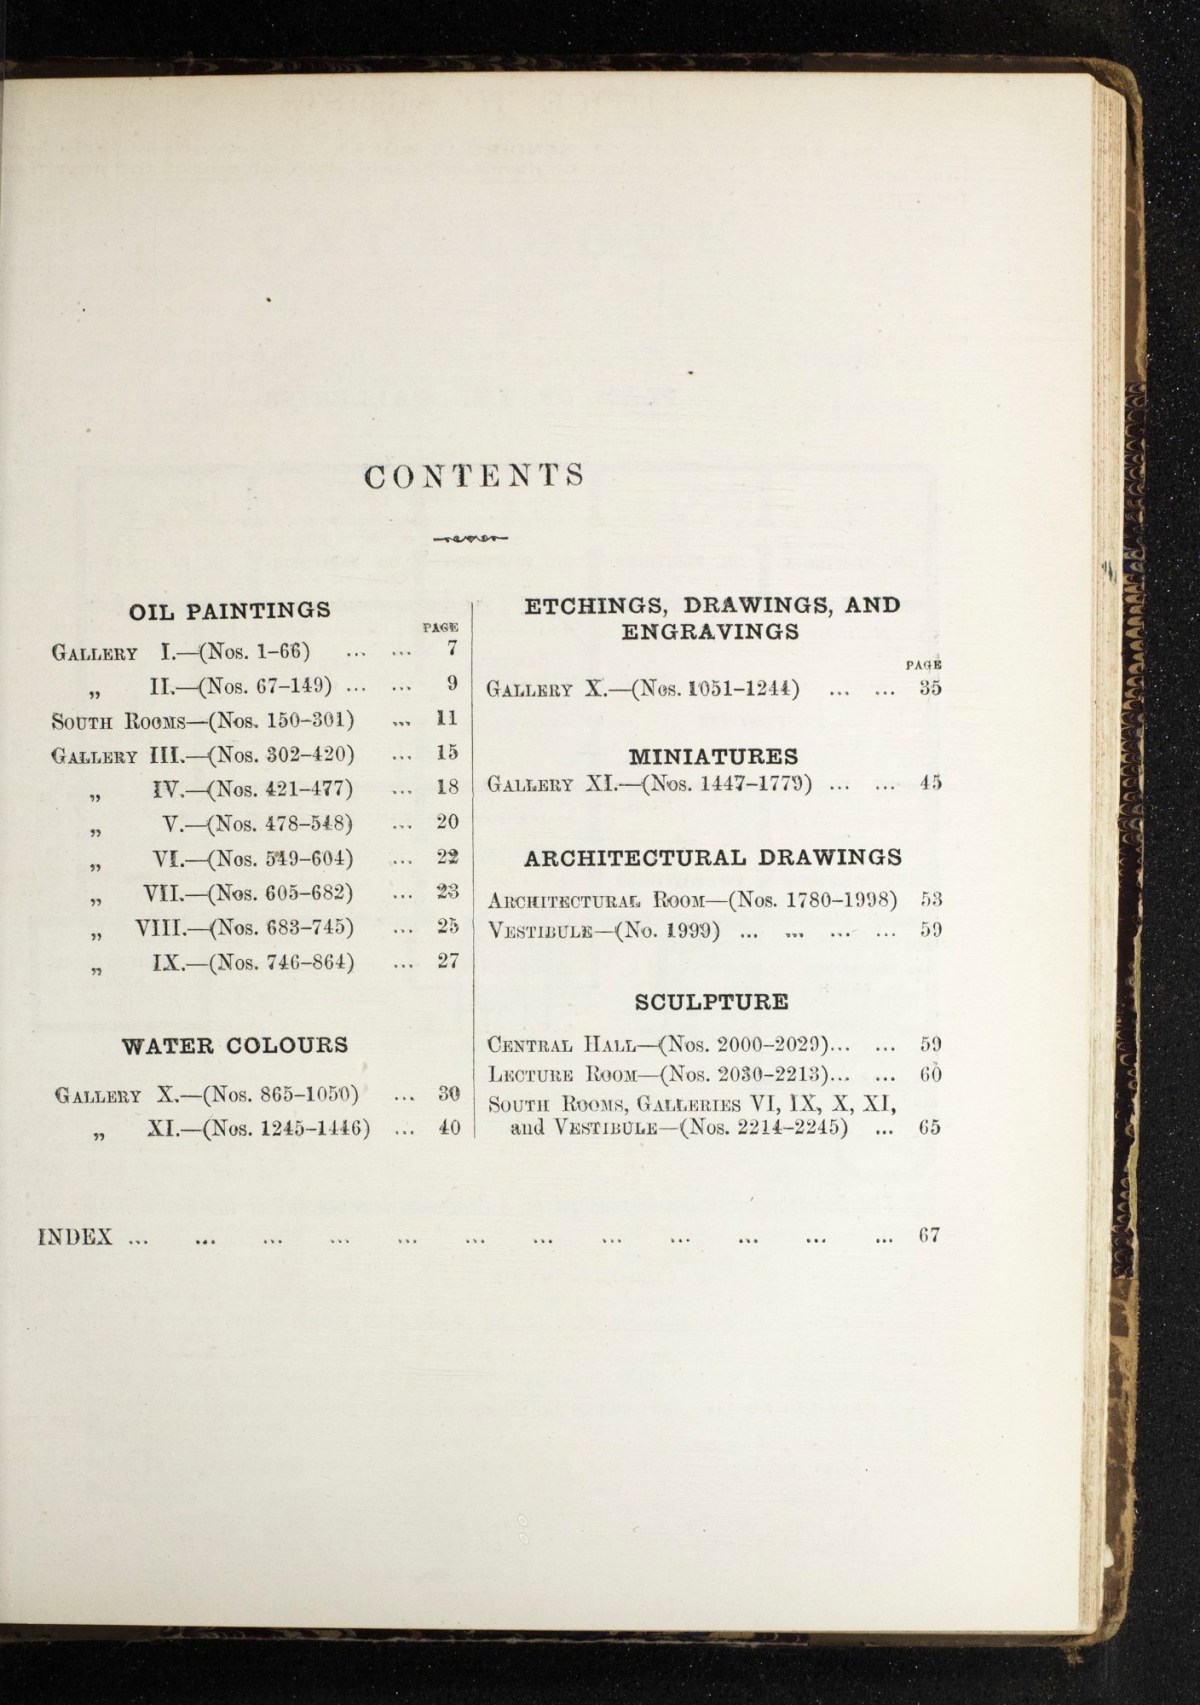 CONTENTS
OIL PAINTINGS
PAGE
GALLERY I.—(Nos. 1–66) ... ... 7
„ II.—(Nos. 67–149) ... ... 9
SOUTH ROOMS—(Nos. 150–301) ... 11
GALLERY III.—(Nos. 302–420) ... 15
„ IV.—(Nos. 421–477) ... 18
„ V.—(Nos. 478–548) ... 20
„ VI.—(Nos. 549–604) ... 22
„ VII.—(Nos. 605–682) ... 23
„ VIII.—(Nos. 683–745) ... 25
„ IX.—(Nos. 746–864) ... 27
WATER COLOURS
GALLERY X.—(Nos. 865–1050) ... 30
„ XI.—(Nos. 1245–1446) ... 40
ETCHINGS, DRAWINGS, AND
ENGRAVINGS
PAGE
GALLERY X.—(Nos. 1051–1244) ... ... 35
MINIATURES
GALLERY XI.—(Nos. 1447–1779) ... ... 45
ARCHITECTURAL DRAWINGS
ARCHITECTURAL ROOM—(Nos. 1780–1998) 53
VESTIBULE—(No. 1999) ... ... ... ... 59
SCULPTURE
CENTRAL HALL—(Nos. 2000–2029)... ... 59
LECTURE ROOM—(Nos. 2030–2213)... ... 60
SOUTH ROOMS, GALLERIES VI, IX, X, XI,
and VESTIBULE—(Nos. 2214–2245) ... 65
INDEX ... ... ... ... ... ... ... ... ... ... ... ... 67